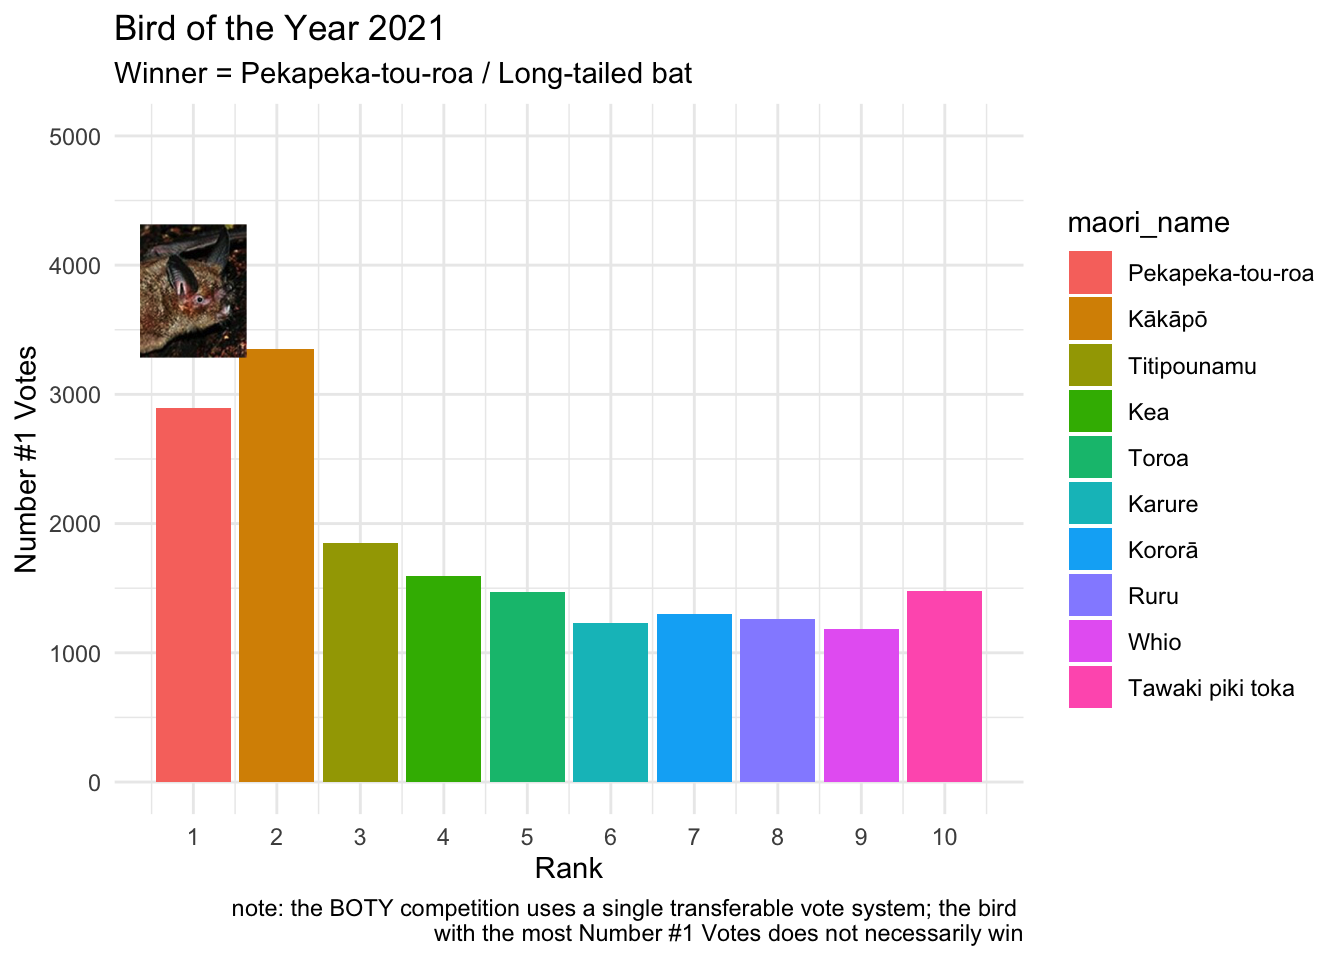 Bird of the Year 2021
Winner = Pekapeka-tou-roa / Long-tailed bat
Number #1 Votes
5000
4000
3000
2000
1000
0
1 2 3 4 5 6 7 8 9 10
Rank
maori_name
Pekapeka-tou-roa
Kākāpō
Titipounamu
Kea
Toroa
Karure
Kororā
Ruru
Whio
Tawaki piki toka
note: the BOTY competition uses a single transferable vote system; the bird
with the most Number #1 Votes does not necessarily win